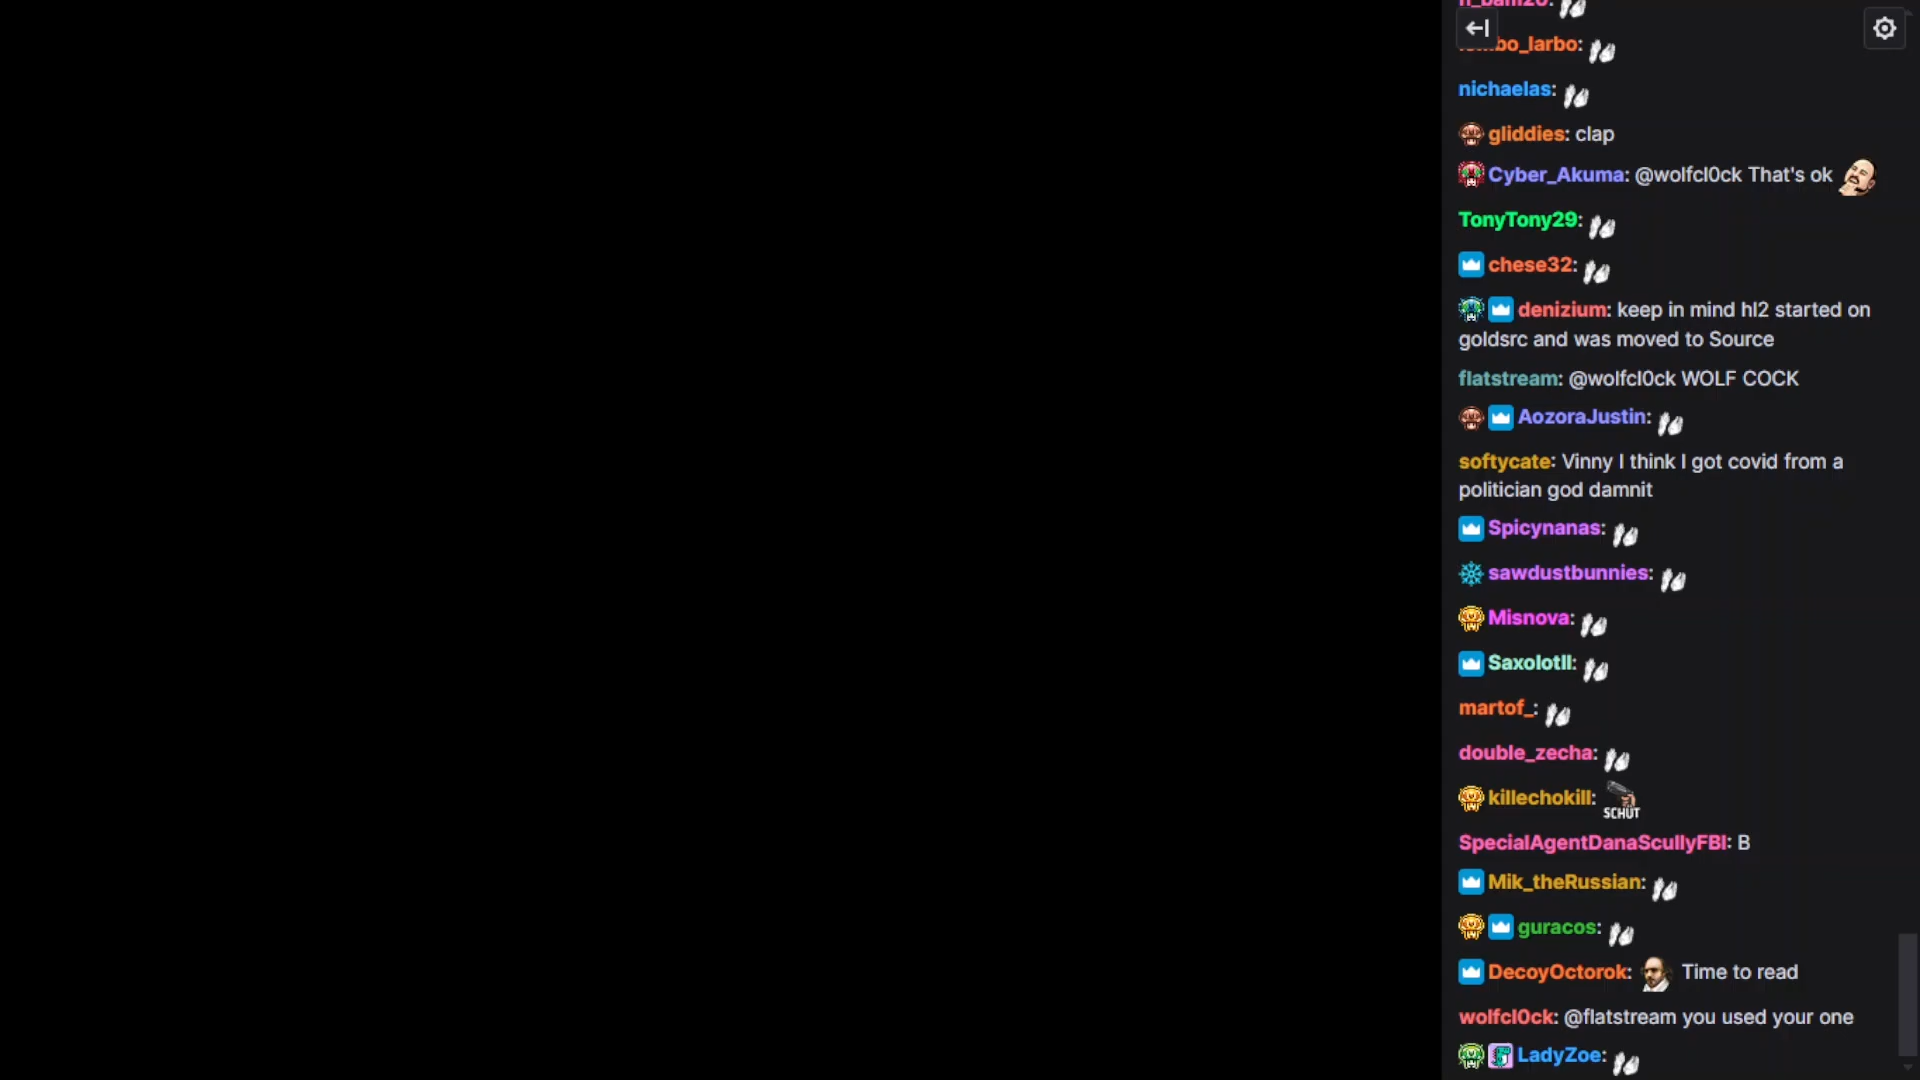 nichaelas:
gliddies: clap
Cyber_Akuma: @wolfcl0ck That's ok
TonyTony29:
chese32:
denizium: keep in mind hl2 started on
goldsrc and was moved to Source
flatstream: @wolfcl0ck WOLF COCK
AozoraJustin:
softycate: Vinny I think I got covid from a
politician god damnit
Spicynanas:
sawdustbunnies:
Misnova:
Saxolotll:
martof_:
double_zecha:
killechokill: SCHUT
SpecialAgentDanaScullyFBI: B
Mik_theRussian:
guracos:
DecoyOctorok: Time to read
wolfcl0ck: @flatstream you used your one
LadyZoe: